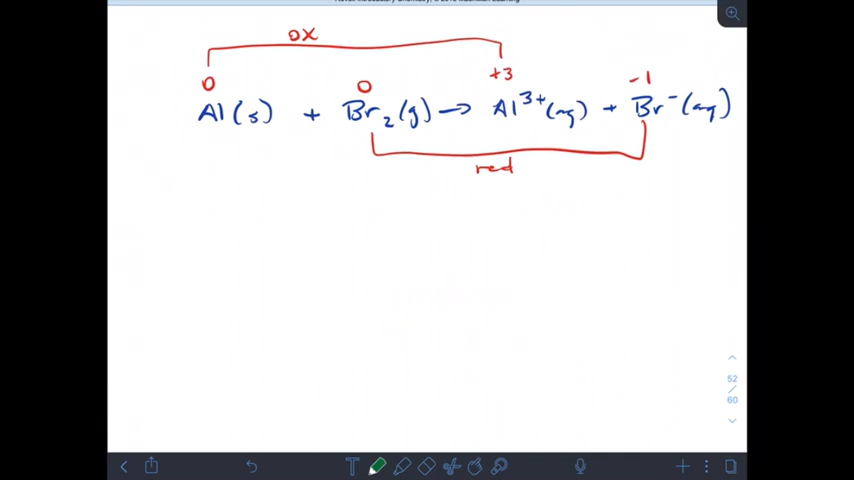 ox
0 0 +3 -1
Al(s) + Br₂(g) → Al³⁺(aq) + Br⁻(aq)
red
52
/
60